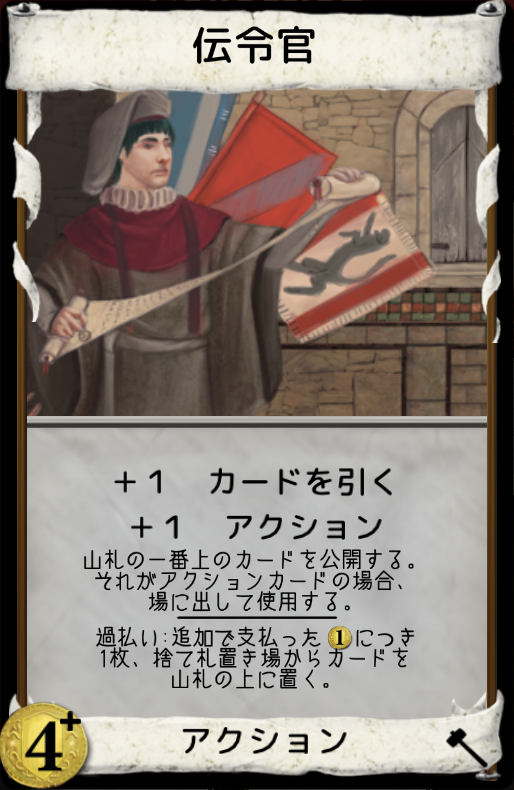 伝令官
＋１　カードを引く
＋１　アクション
山札の一番上のカードを公開する。
それがアクションカードの場合、
場に出して使用する。
過払い:追加で支払った 1 につき
1枚、捨て札置き場からカードを
山札の上に置く。
4+
アクション